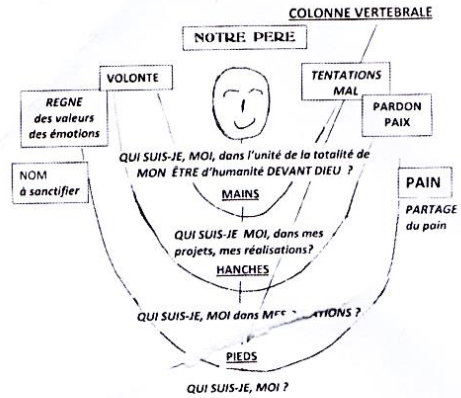 COLONNE VERTEBRALE
NOTRE PERE
VOLONTE
TENTATIONS
MAL
REGNE
des valeurs
des émotions
PARDON
PAIX
QUI SUIS-JE, MOI, dans l'unité de la totalité de
MON ÊTRE d'humanité DEVANT DIEU ?
NOM
à sanctifier
MAINS
PAIN
PARTAGE
du pain
QUI SUIS-JE MOI, dans mes
projets, mes réalisations?
HANCHES
QUI SUIS-JE, MOI dans MES ?
PIEDS
QUI SUIS-JE, MOI ?